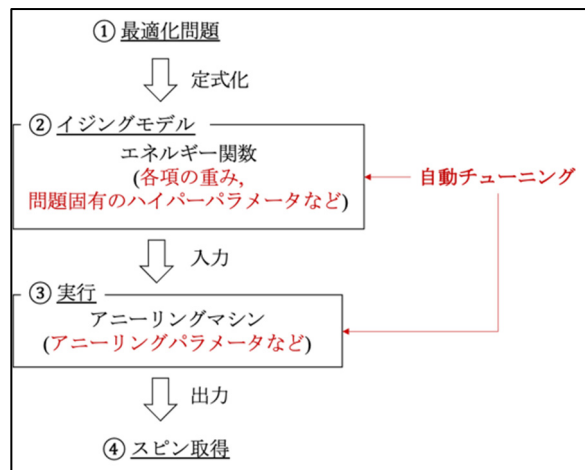 ① 最適化問題
定式化
② イジングモデル
エネルギー関数
(各項の重み,
問題固有のハイパーパラメータなど)
自動チューニング
入力
③ 実行
アニーリングマシン
(アニーリングパラメータなど)
出力
④ スピン取得